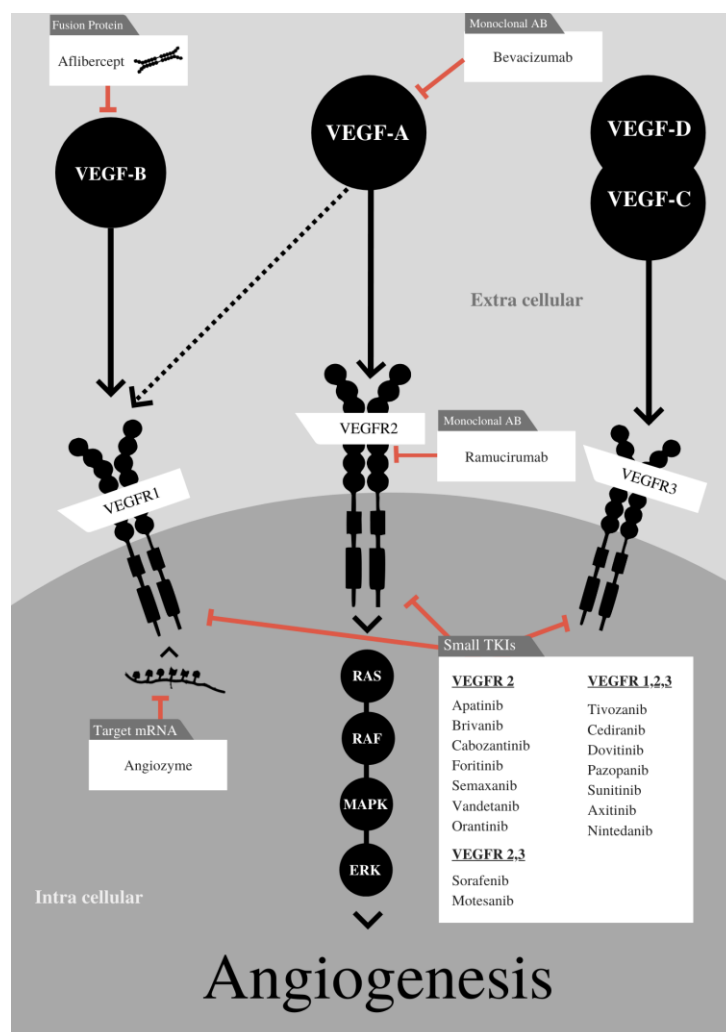 Fusion Protein
Aflibercept
Monoclonal AB
Bevacizumab
VEGF-B
VEGF-A
VEGF-D
VEGF-C
Extra cellular
VEGFR1
VEGFR2
Monoclonal AB
Ramucirumab
VEGFR3
Small TKIs
VEGFR 2
Apatinib
Brivanib
Cabozantinib
Foritinib
Semaxanib
Vandetanib
Orantinib
VEGFR 2,3
Sorafenib
Motesanib
VEGFR 1,2,3
Tivozanib
Cediranib
Dovitinib
Pazopanib
Sunitinib
Axitinib
Nintedanib
Target mRNA
Angiozyme
RAS
RAF
MAPK
ERK
Intra cellular
Angiogenesis